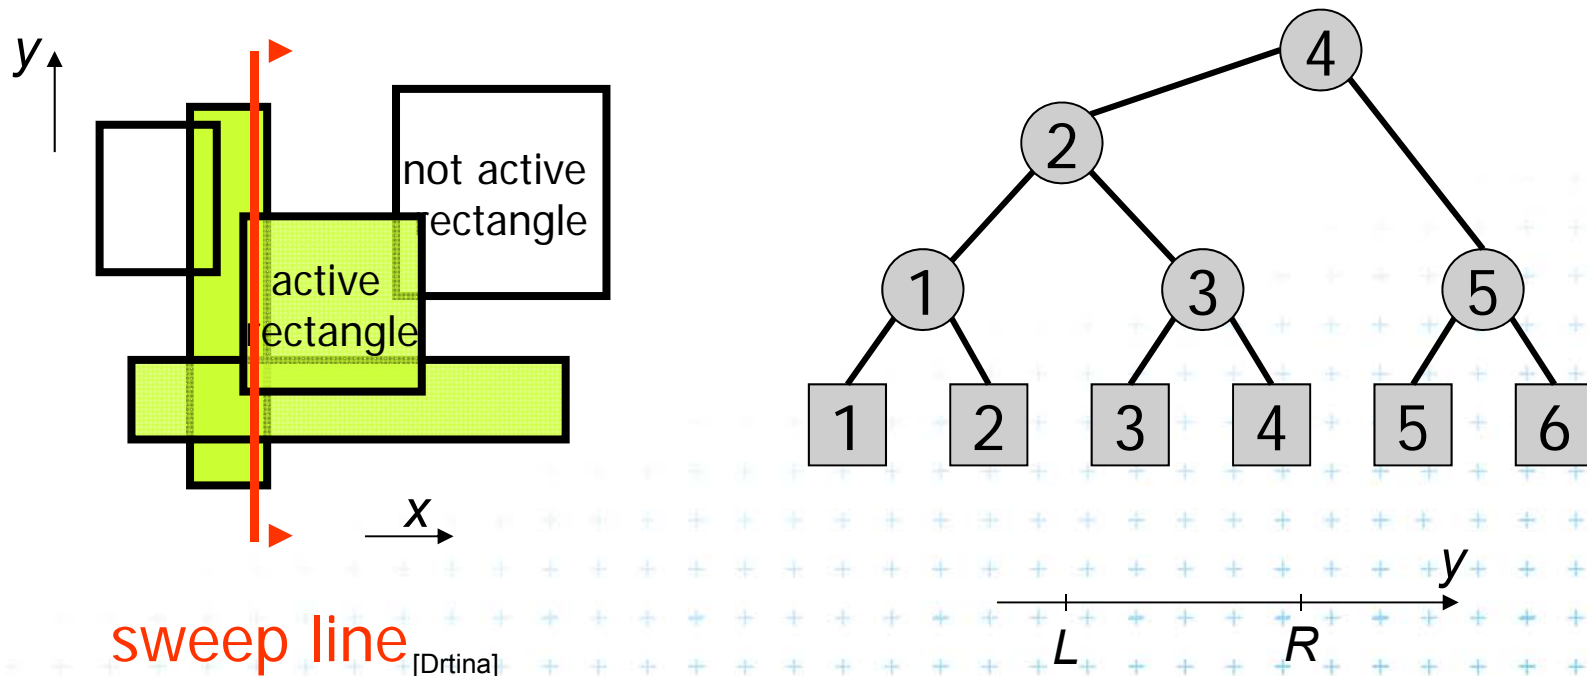 y
not active
rectangle
active
rectangle
x
sweep line [Drtina]
4
2
1 3 5
1 2 3 4 5 6
y
L R